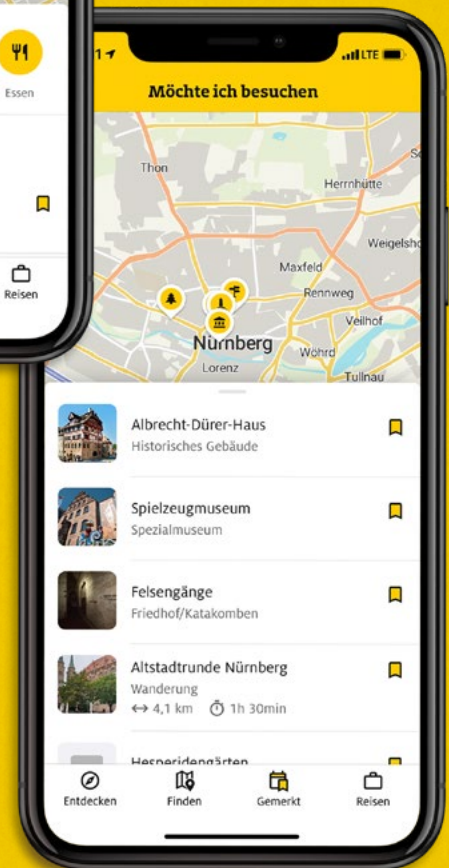 Essen
Reisen
LTE
Möchte ich besuchen
Thon
Herrnhütte
Weigelsh
Maxfeld
Rennweg
Veilhof
Nürnberg
Wöhrd
Lorenz
Tullnau
Albrecht-Dürer-Haus
Historisches Gebäude
Spielzeugmuseum
Spezialmuseum
Felsengänge
Friedhof/Katakomben
Altstadtrunde Nürnberg
Wanderung
↔ 4,1 km 1h 30min
Hesperidengärten
Entdecken Finden Gemerkt Reisen